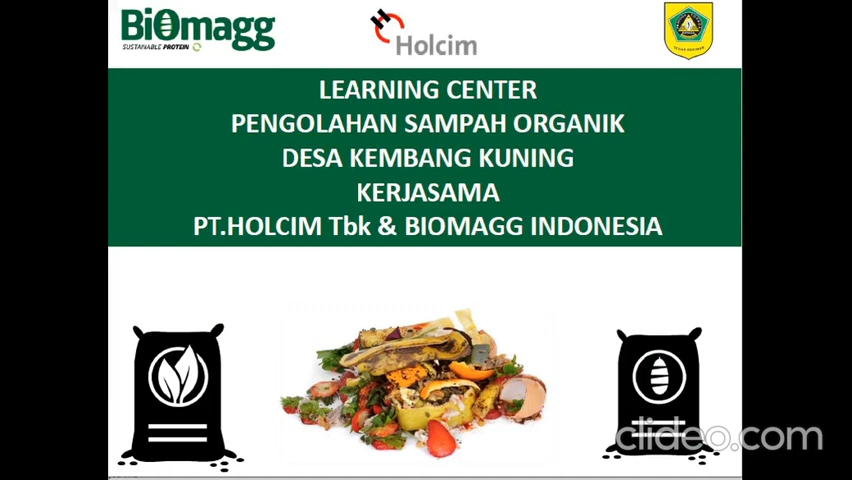 BiOmagg
SUSTAINABLE PROTEIN
Holcim
LEARNING CENTER
PENGOLAHAN SAMPAH ORGANIK
DESA KEMBANG KUNING
KERJASAMA
PT.HOLCIM Tbk & BIOMAGG INDONESIA
clideo.com